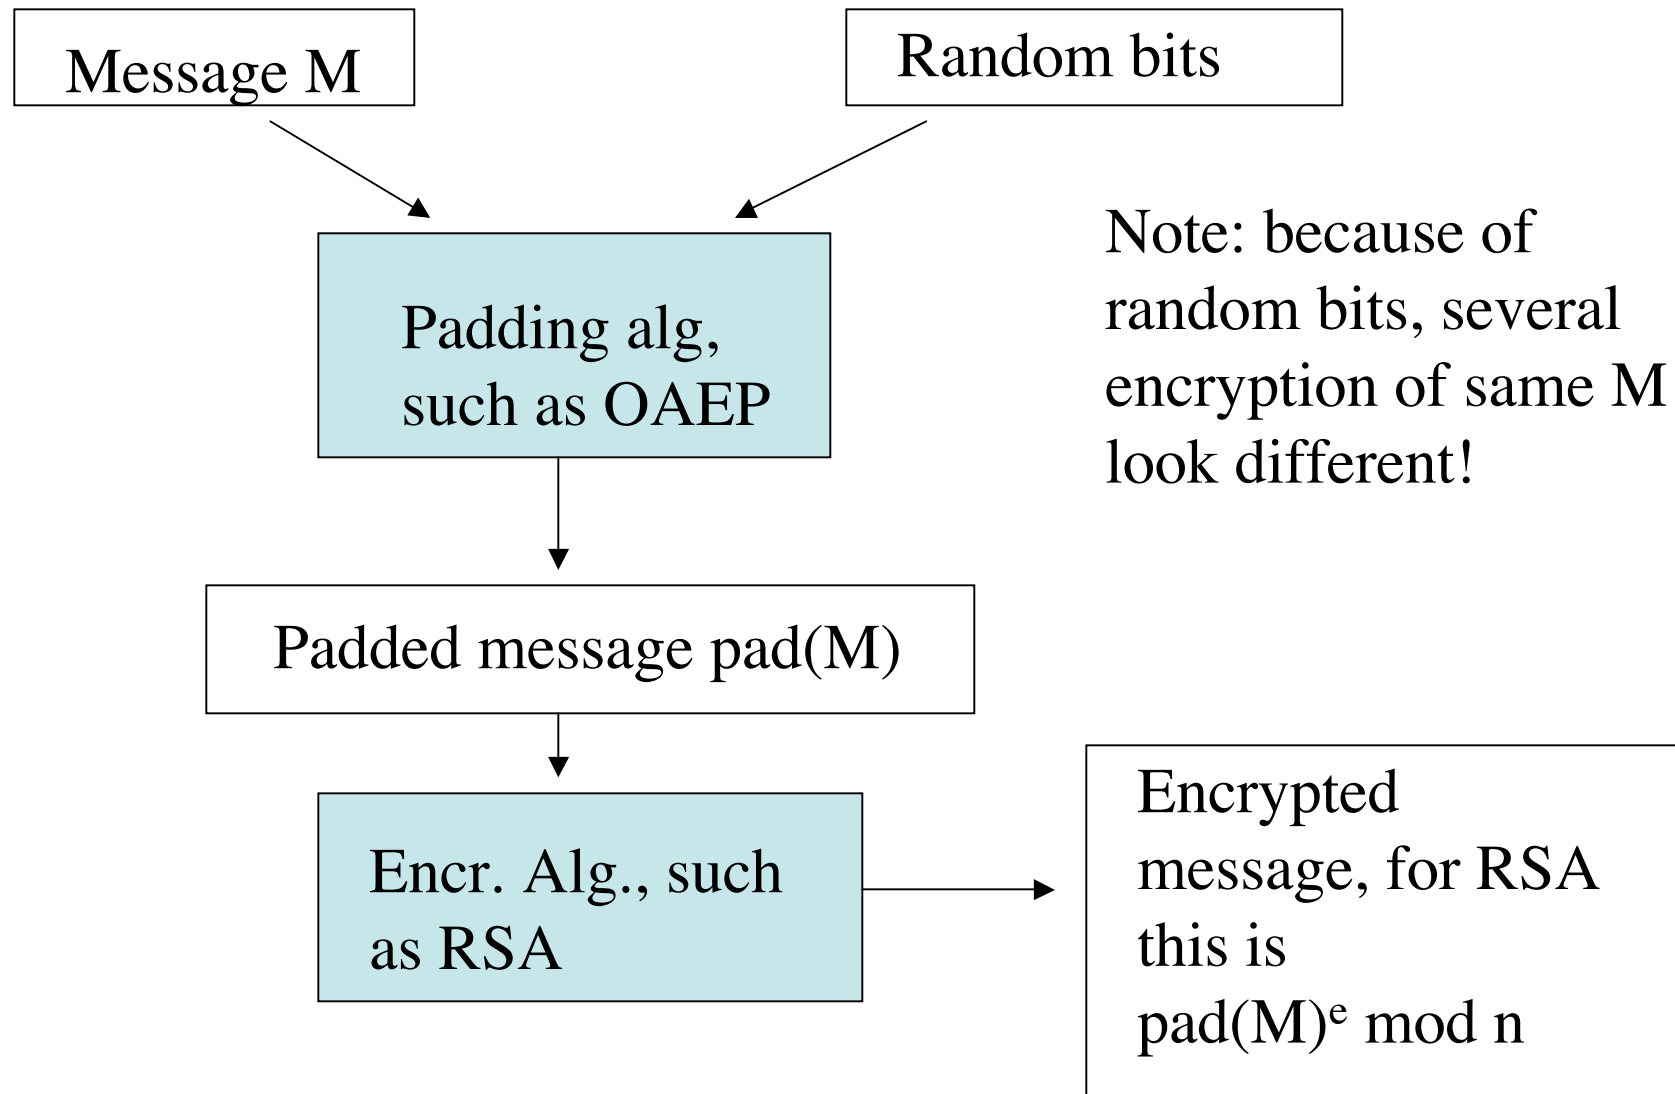 Message M
Random bits
Note: because of
random bits, several
encryption of same M
look different!
Padding alg,
such as OAEP
Padded message pad(M)
Encr. Alg., such
as RSA
Encrypted
message, for RSA
this is
pad(M)ᵉ mod n